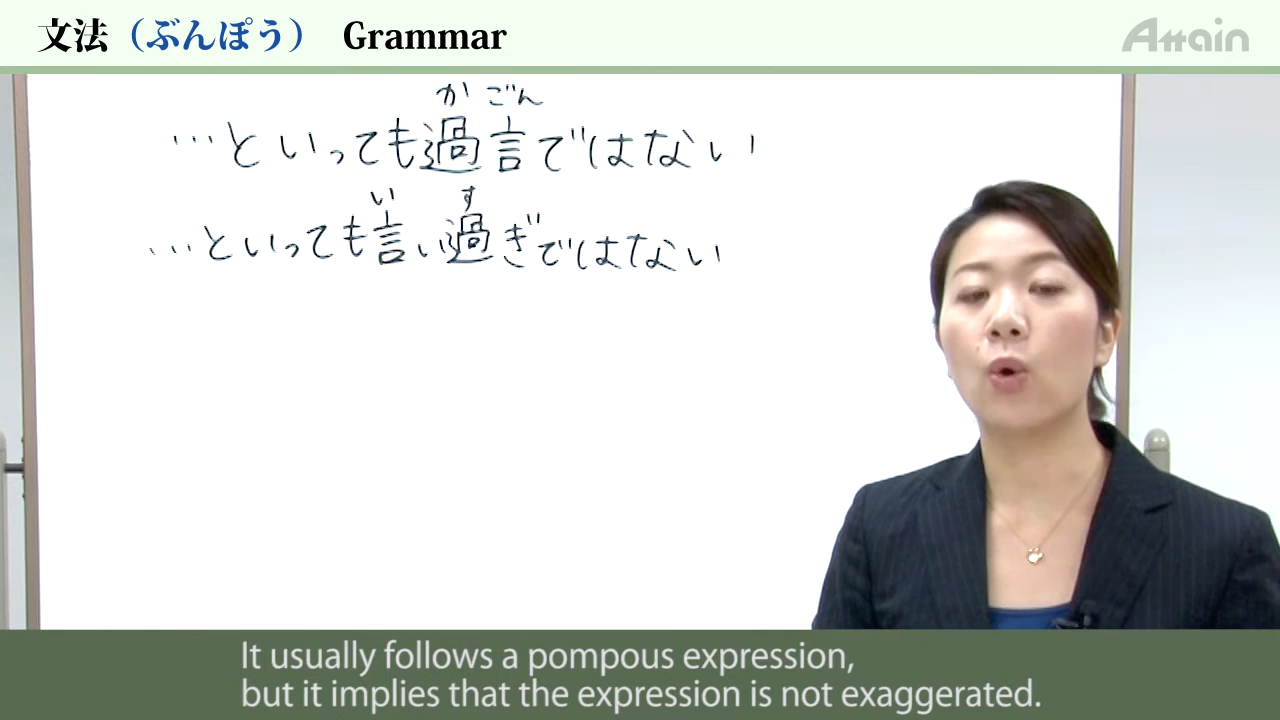 文法（ぶんぽう） Grammar
Attain
か ごん
…といっても過言ではない
い す
…といっても言い過ぎではない
It usually follows a pompous expression,
but it implies that the expression is not exaggerated.